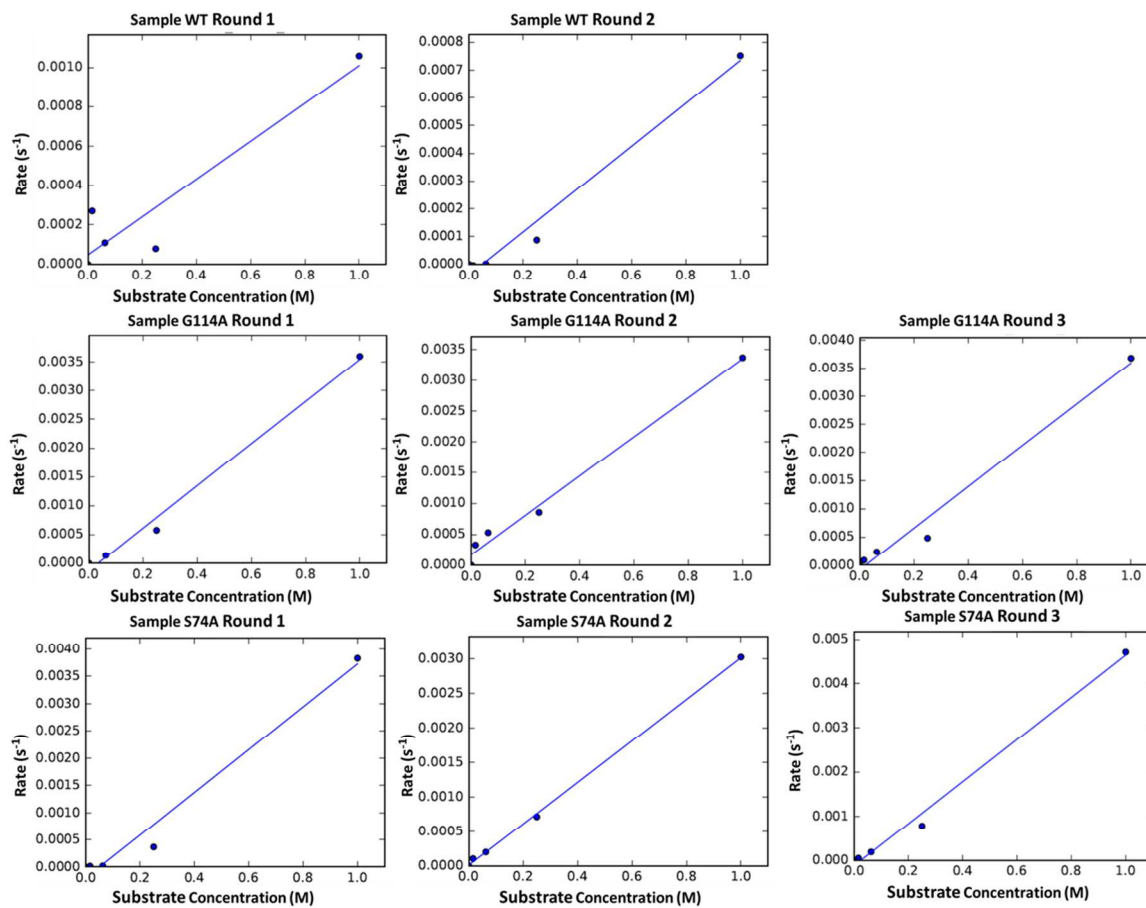 Sample WT Round 1
Rate (s-1)
0.0010
0.0008
0.0006
0.0004
0.0002
0.0000
0.0 0.2 0.4 0.6 0.8 1.0
Substrate Concentration (M)
Sample WT Round 2
Rate (s-1)
0.0008
0.0007
0.0006
0.0005
0.0004
0.0003
0.0002
0.0001
0.0000
0.0 0.2 0.4 0.6 0.8 1.0
Substrate Concentration (M)
Sample G114A Round 1
Rate (s-1)
0.0035
0.0030
0.0025
0.0020
0.0015
0.0010
0.0005
0.0000
0.0 0.2 0.4 0.6 0.8 1.0
Substrate Concentration (M)
Sample G114A Round 2
Rate (s-1)
0.0035
0.0030
0.0025
0.0020
0.0015
0.0010
0.0005
0.0000
0.0 0.2 0.4 0.6 0.8 1.0
Substrate Concentration (M)
Sample G114A Round 3
Rate (s-1)
0.0040
0.0035
0.0030
0.0025
0.0020
0.0015
0.0010
0.0005
0.0000
0.0 0.2 0.4 0.6 0.8 1.0
Substrate Concentration (M)
Sample S74A Round 1
Rate (s-1)
0.0040
0.0035
0.0030
0.0025
0.0020
0.0015
0.0010
0.0005
0.0000
0.0 0.2 0.4 0.6 0.8 1.0
Substrate Concentration (M)
Sample S74A Round 2
Rate (s-1)
0.0030
0.0025
0.0020
0.0015
0.0010
0.0005
0.0000
0.0 0.2 0.4 0.6 0.8 1.0
Substrate Concentration (M)
Sample S74A Round 3
Rate (s-1)
0.005
0.004
0.003
0.002
0.001
0.000
0.0 0.2 0.4 0.6 0.8 1.0
Substrate Concentration (M)